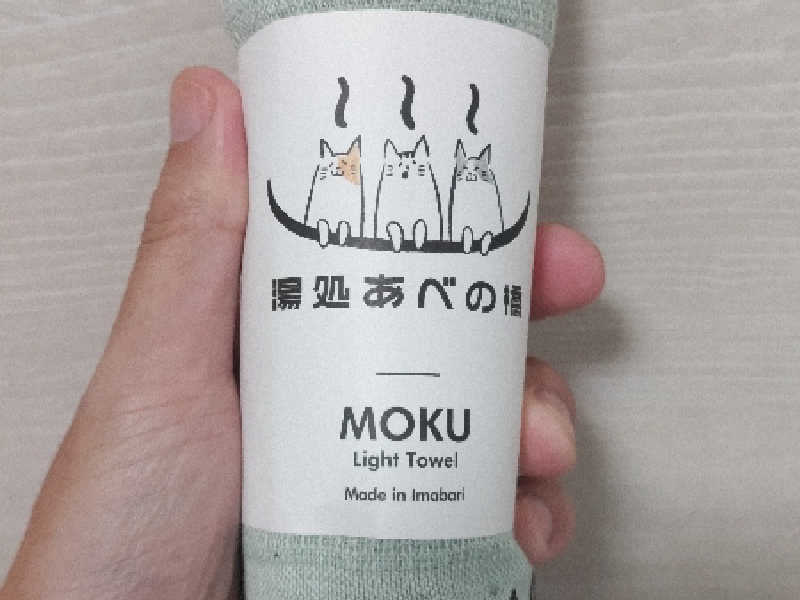 湯処あべの橋
MOKU
Light Towel
Made in Imabari